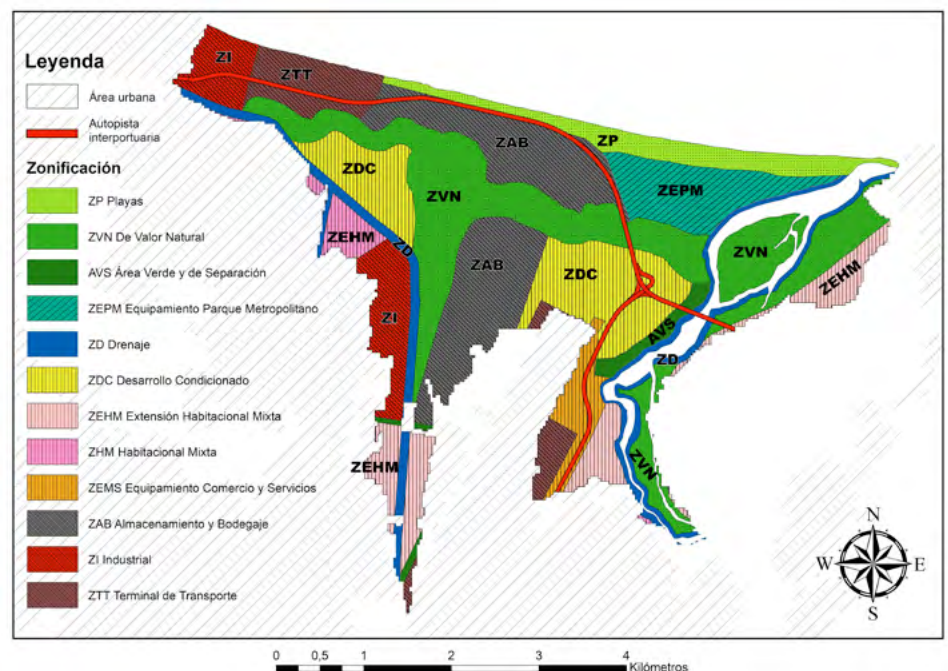 Leyenda
Área urbana
Autopista
interportuaria
Zonificación
ZP Playas
ZVN De Valor Natural
AVS Área Verde y de Separación
ZEPM Equipamiento Parque Metropolitano
ZD Drenaje
ZDC Desarrollo Condicionado
ZEHM Extensión Habitacional Mixta
ZHM Habitacional Mixta
ZEMS Equipamiento Comercio y Servicios
ZAB Almacenamiento y Bodegaje
ZI Industrial
ZTT Terminal de Transporte
ZI
ZTT
ZAB
ZP
ZDC
ZVN
ZEPM
ZEHM
ZD
ZAB
ZDC
ZVN
ZEHM
ZI
AVS
ZD
ZEHM
ZVN
N
W
E
S
0 0,5 1 2 3 4
Kilómetros